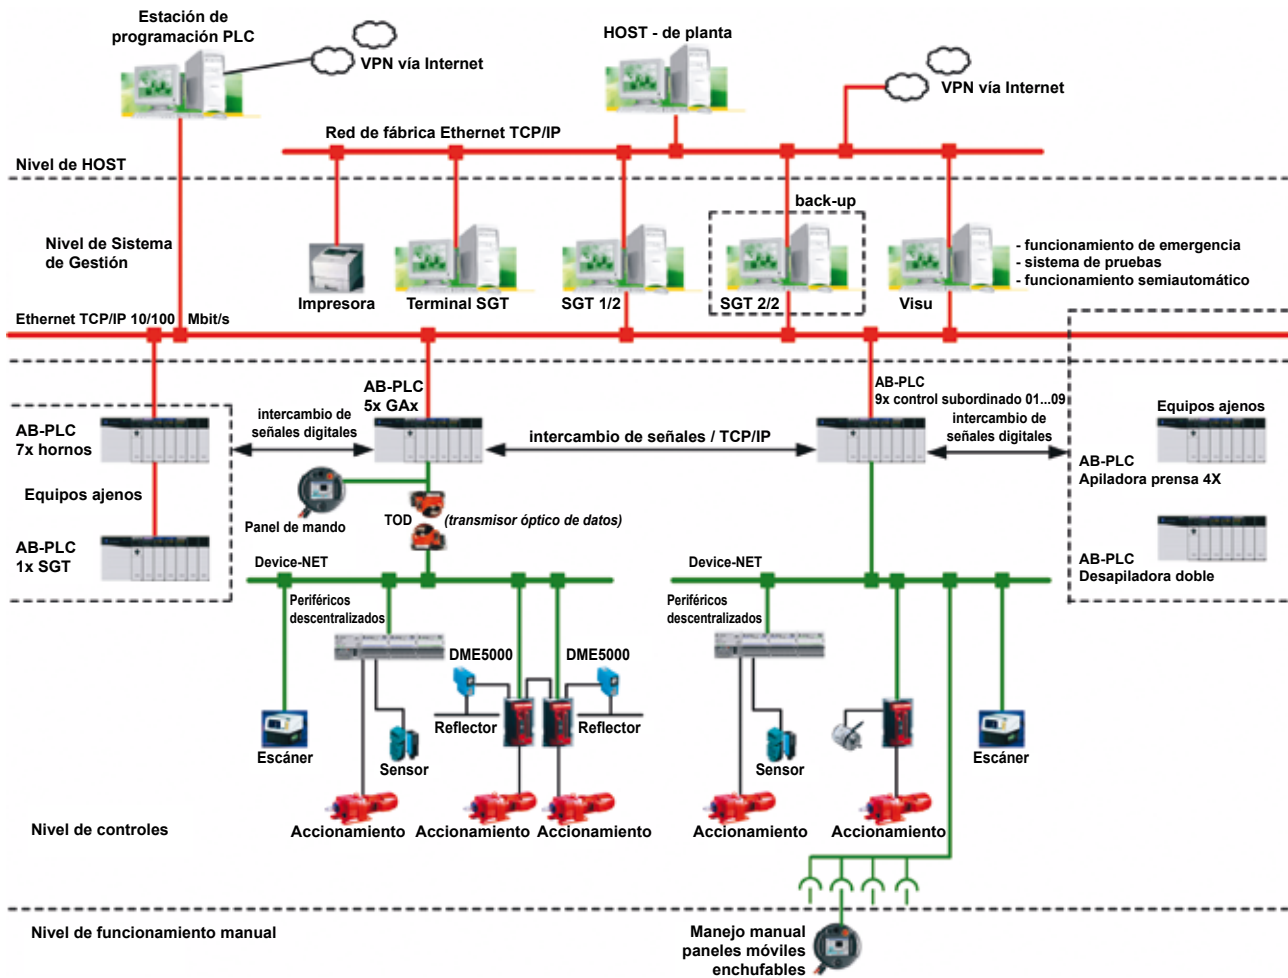 Estación de
programación PLC
VPN vía Internet
HOST - de planta
VPN vía Internet
Red de fábrica Ethernet TCP/IP
Nivel de HOST
back-up
Nivel de Sistema
de Gestión
- funcionamiento de emergencia
- sistema de pruebas
- funcionamiento semiautomático
Impresora
Terminal SGT
SGT 1/2
SGT 2/2
Visu
Ethernet TCP/IP 10/100 Mbit/s
AB-PLC
5x GAx
AB-PLC
9x control subordinado 01...09
AB-PLC
7x hornos
intercambio de
señales digitales
intercambio de señales / TCP/IP
intercambio de
señales digitales
Equipos ajenos
AB-PLC
Apiladora prensa 4X
Equipos ajenos
Panel de mando
TOD
(transmisor óptico de datos)
AB-PLC
1x SGT
AB-PLC
Desapiladora doble
Device-NET
Device-NET
Periféricos
descentralizados
Periféricos
descentralizados
DME5000
DME5000
Reflector
Reflector
Escáner
Sensor
Sensor
Escáner
Accionamiento
Accionamiento
Accionamiento
Accionamiento
Accionamiento
Nivel de controles
Nivel de funcionamiento manual
Manejo manual
paneles móviles
enchufables